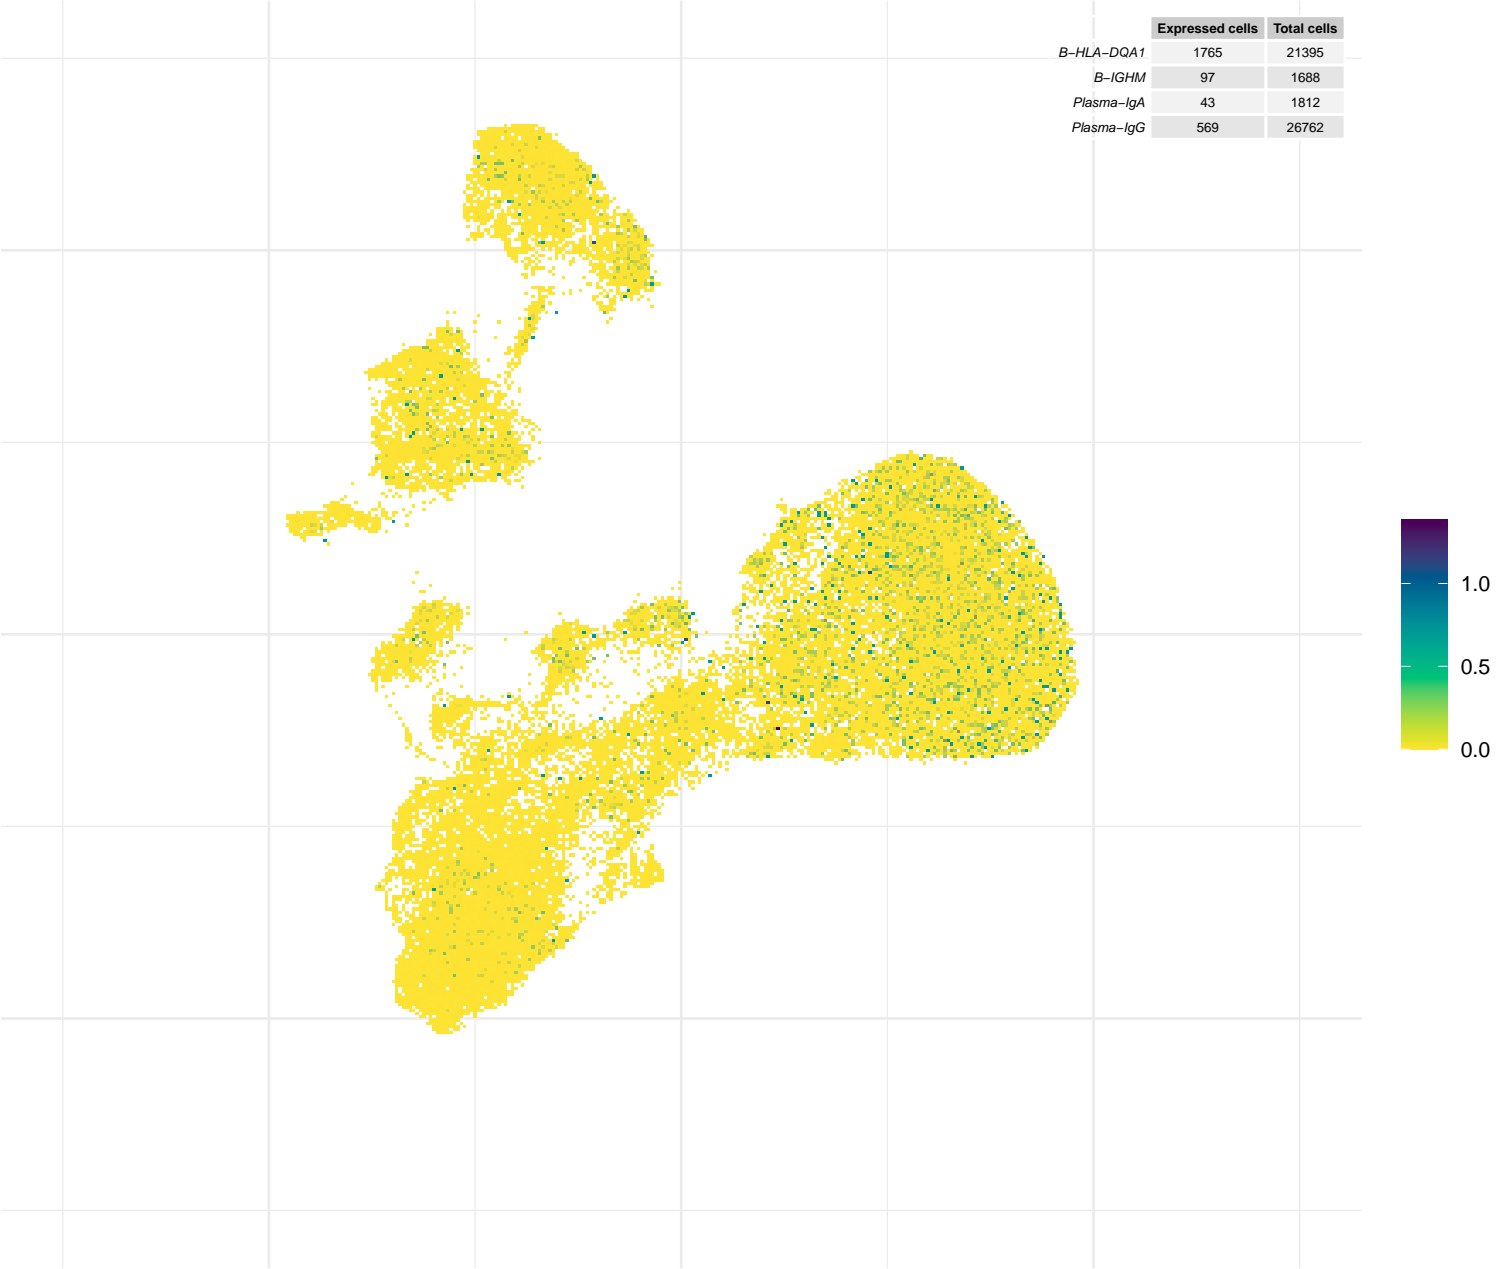 Expressed cells Total cells
B−HLA−DQA1 1765 21395
B−IGHM 97 1688
Plasma−IgA 43 1812
Plasma−IgG 569 26762
1.0
0.5
0.0